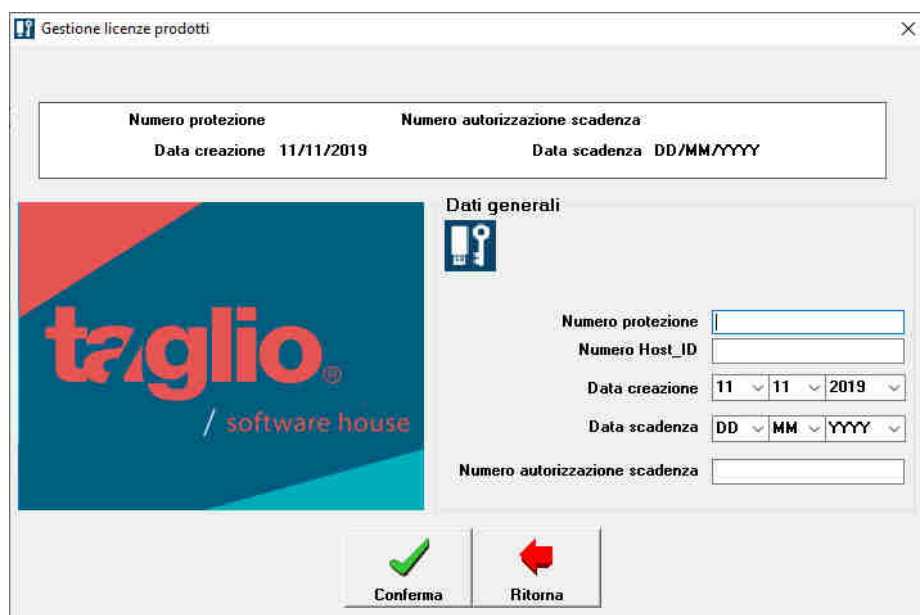 Gestione licenze prodotti
Numero protezione Numero autorizzazione scadenza
Data creazione 11/11/2019 Data scadenza DD/MM/YYYY
Dati generali
taglio®
/ software house
Numero protezione
Numero Host_ID
Data creazione 11 11 2019
Data scadenza DD MM YYYY
Numero autorizzazione scadenza
Conferma Ritorna